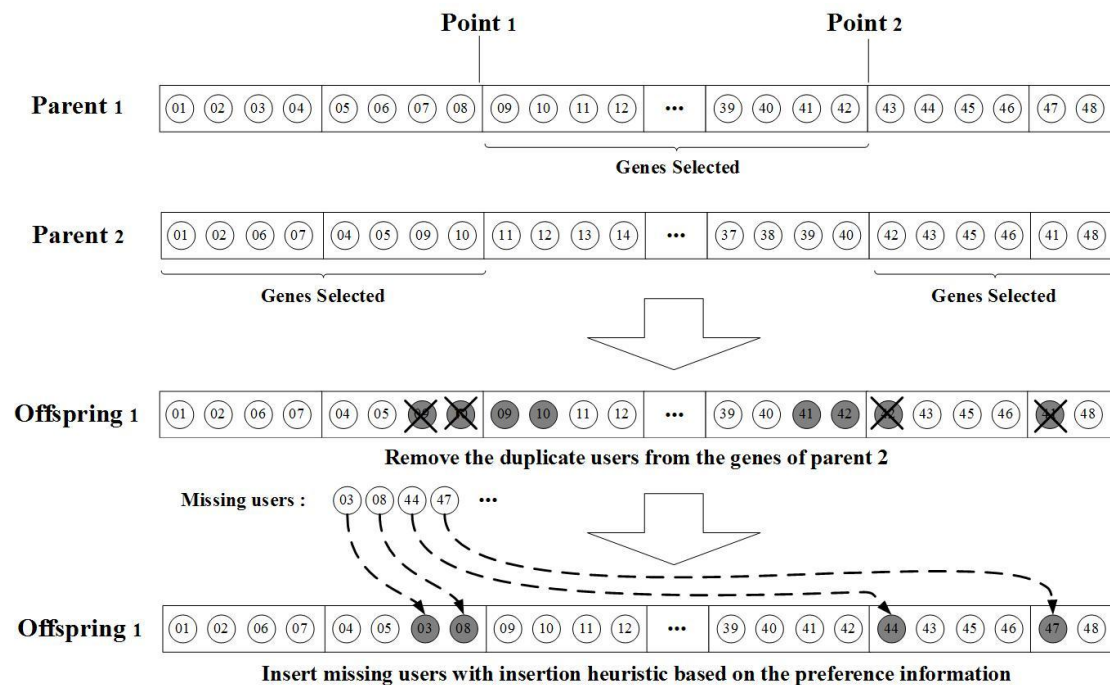 Point 1 Point 2
Parent 1 01 02 03 04 05 06 07 08 09 10 11 12 ... 39 40 41 42 43 44 45 46 47 48
Genes Selected
Parent 2 01 02 06 07 04 05 09 10 11 12 13 14 ... 37 38 39 40 42 43 45 46 41 48
Genes Selected Genes Selected
Offspring 1 01 02 06 07 04 05 09 10 09 10 11 12 ... 39 40 41 42 42 43 45 46 41 48
Remove the duplicate users from the genes of parent 2
Missing users : 03 08 44 47 ...
Offspring 1 01 02 06 07 04 05 03 08 09 10 11 12 ... 39 40 41 42 44 43 45 46 47 48
Insert missing users with insertion heuristic based on the preference information